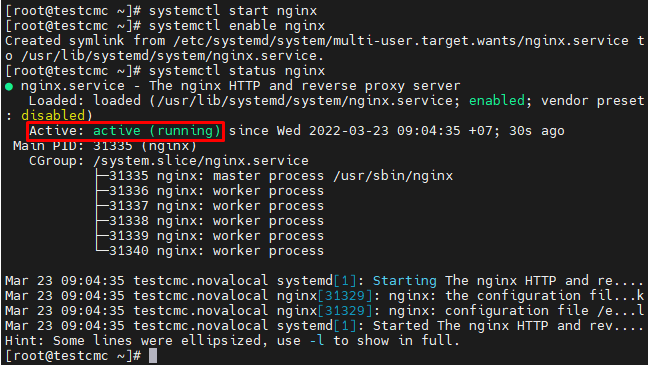 [root@testcmc ~]# systemctl start nginx
[root@testcmc ~]# systemctl enable nginx
Created symlink from /etc/systemd/system/multi-user.target.wants/nginx.service t
o /usr/lib/systemd/system/nginx.service.
[root@testcmc ~]# systemctl status nginx
● nginx.service - The nginx HTTP and reverse proxy server
   Loaded: loaded (/usr/lib/systemd/system/nginx.service; enabled; vendor preset
: disabled)
   Active: active (running) since Wed 2022-03-23 09:04:35 +07; 30s ago
 Main PID: 31335 (nginx)
   CGroup: /system.slice/nginx.service
           ├─31335 nginx: master process /usr/sbin/nginx
           ├─31336 nginx: worker process
           ├─31337 nginx: worker process
           ├─31338 nginx: worker process
           ├─31339 nginx: worker process
           └─31340 nginx: worker process

Mar 23 09:04:35 testcmc.novalocal systemd[1]: Starting The nginx HTTP and re....
Mar 23 09:04:35 testcmc.novalocal nginx[31329]: nginx: the configuration fil...k
Mar 23 09:04:35 testcmc.novalocal nginx[31329]: nginx: configuration file /e...l
Mar 23 09:04:35 testcmc.novalocal systemd[1]: Started The nginx HTTP and rev....
Hint: Some lines were ellipsized, use -l to show in full.
[root@testcmc ~]#